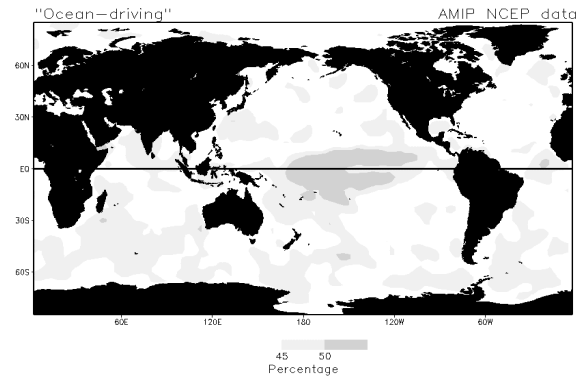 "Ocean-driving" AMIP NCEP data
60N
30N
EQ
30S
60S
60E 120E 180 120W 60W
45 50
Percentage